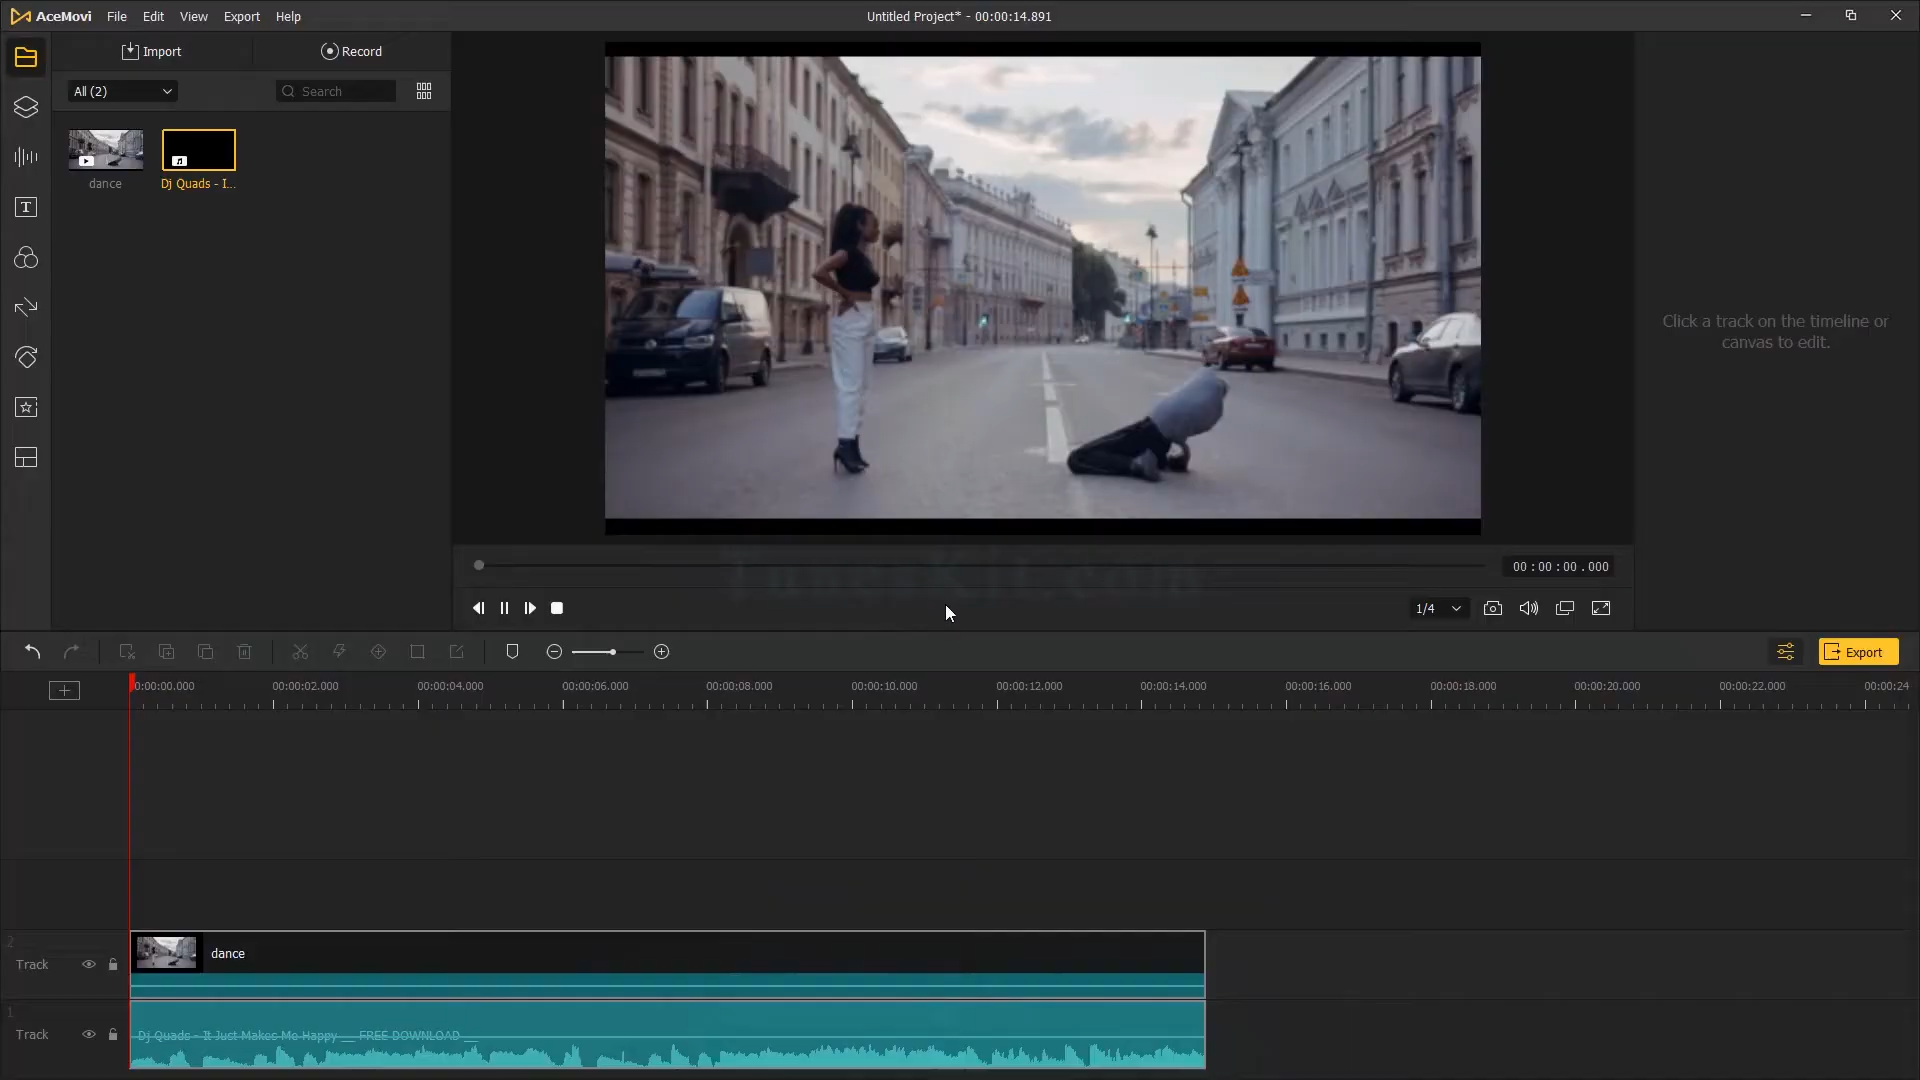 AceMovi File Edit View Export Help
Untitled Project* - 00:00:14.891
Import Record
All (2) Search
dance Dj Quads - I...
Click a track on the timeline or
canvas to edit.
00:00:00.000
1/4
Export
0:00:00.000 00:00:02.000 00:00:04.000 00:00:06.000 00:00:08.000 00:00:10.000 00:00:12.000 00:00:14.000 00:00:16.000 00:00:18.000 00:00:20.000 00:00:22.000 00:00:24
2
Track
dance
1
Track
Dj Quads - It Just Makes Me Happy __ FREE DOWNLOAD __